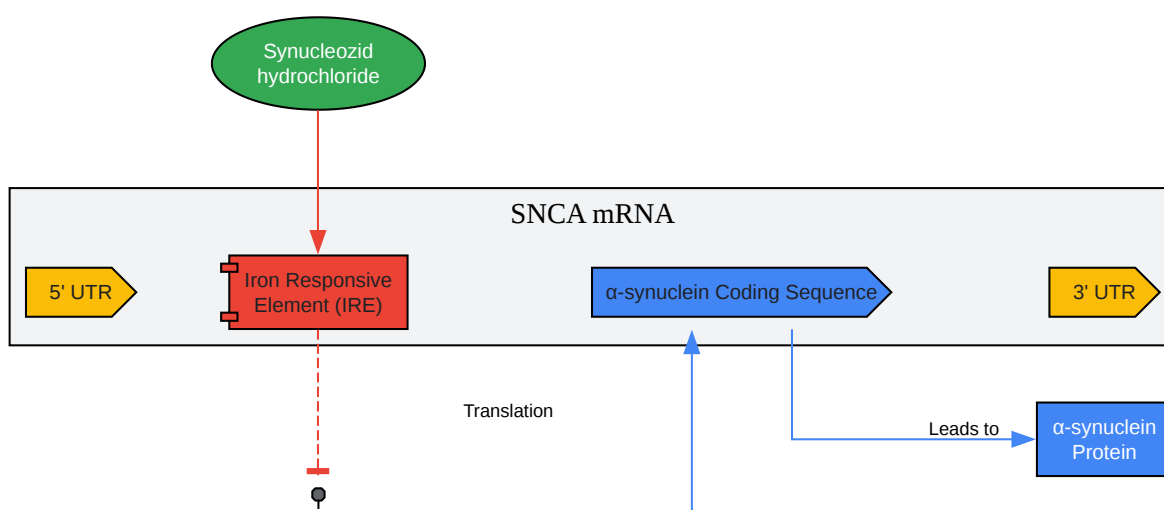 Synucleozid
hydrochloride
SNCA mRNA
5' UTR
Iron Responsive
Element (IRE)
α-synuclein Coding Sequence
3' UTR
Translation
Leads to
α-synuclein
Protein